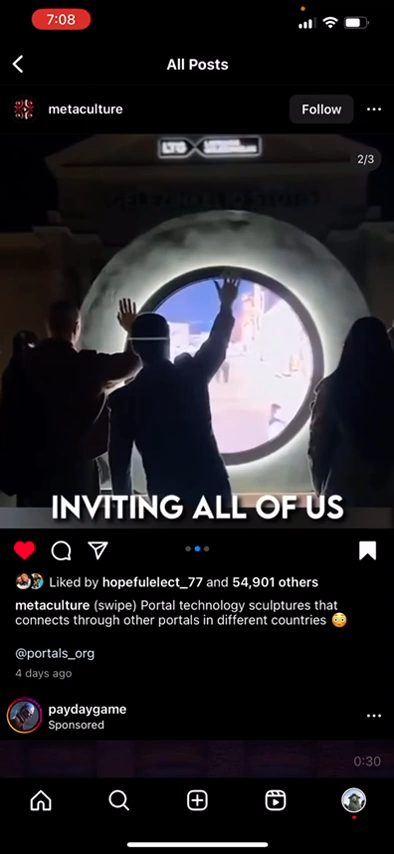 7:08
All Posts
metaculture
Follow
2/3
INVITING ALL OF US
Liked by hopefulelect_77 and 54,901 others
metaculture (swipe) Portal technology sculptures that
connects through other portals in different countries 😳
@portals_org
4 days ago
paydaygame
Sponsored
0:30